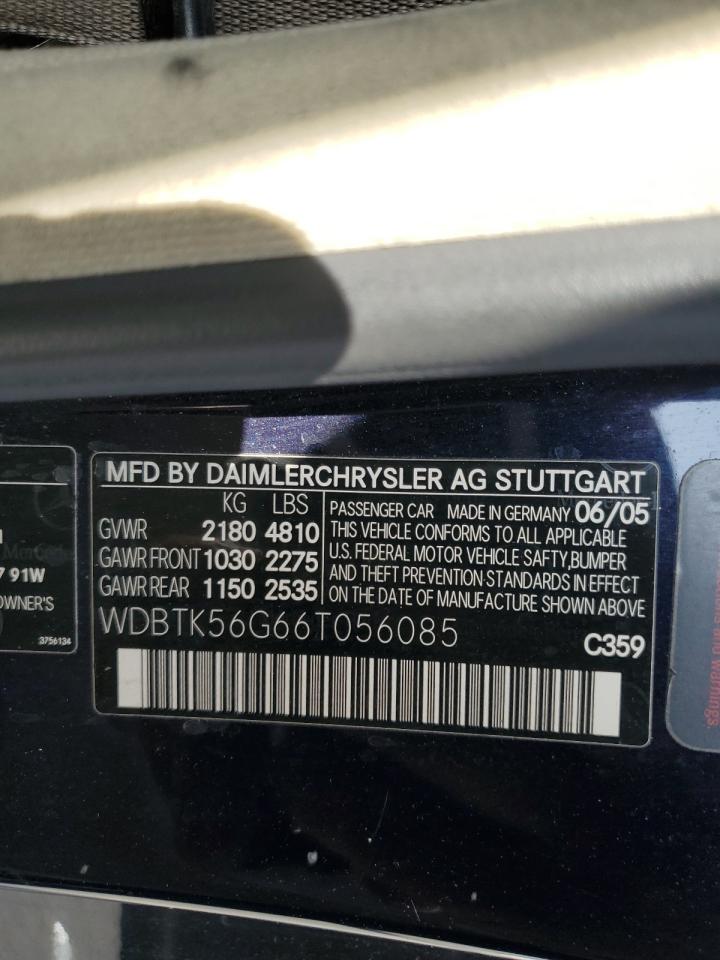 MFD BY DAIMLERCHRYSLER AG STUTTGART
KG LBS
GVWR 2180 4810
GAWR FRONT 1030 2275
GAWR REAR 1150 2535
PASSENGER CAR MADE IN GERMANY 06/05
THIS VEHICLE CONFORMS TO ALL APPLICABLE
U.S. FEDERAL MOTOR VEHICLE SAFTY, BUMPER
AND THEFT PREVENTION STANDARDS IN EFFECT
ON THE DATE OF MANUFACTURE SHOWN ABOVE
WDBTK56G66T056085
C359
7 91W
OWNER'S
3756134